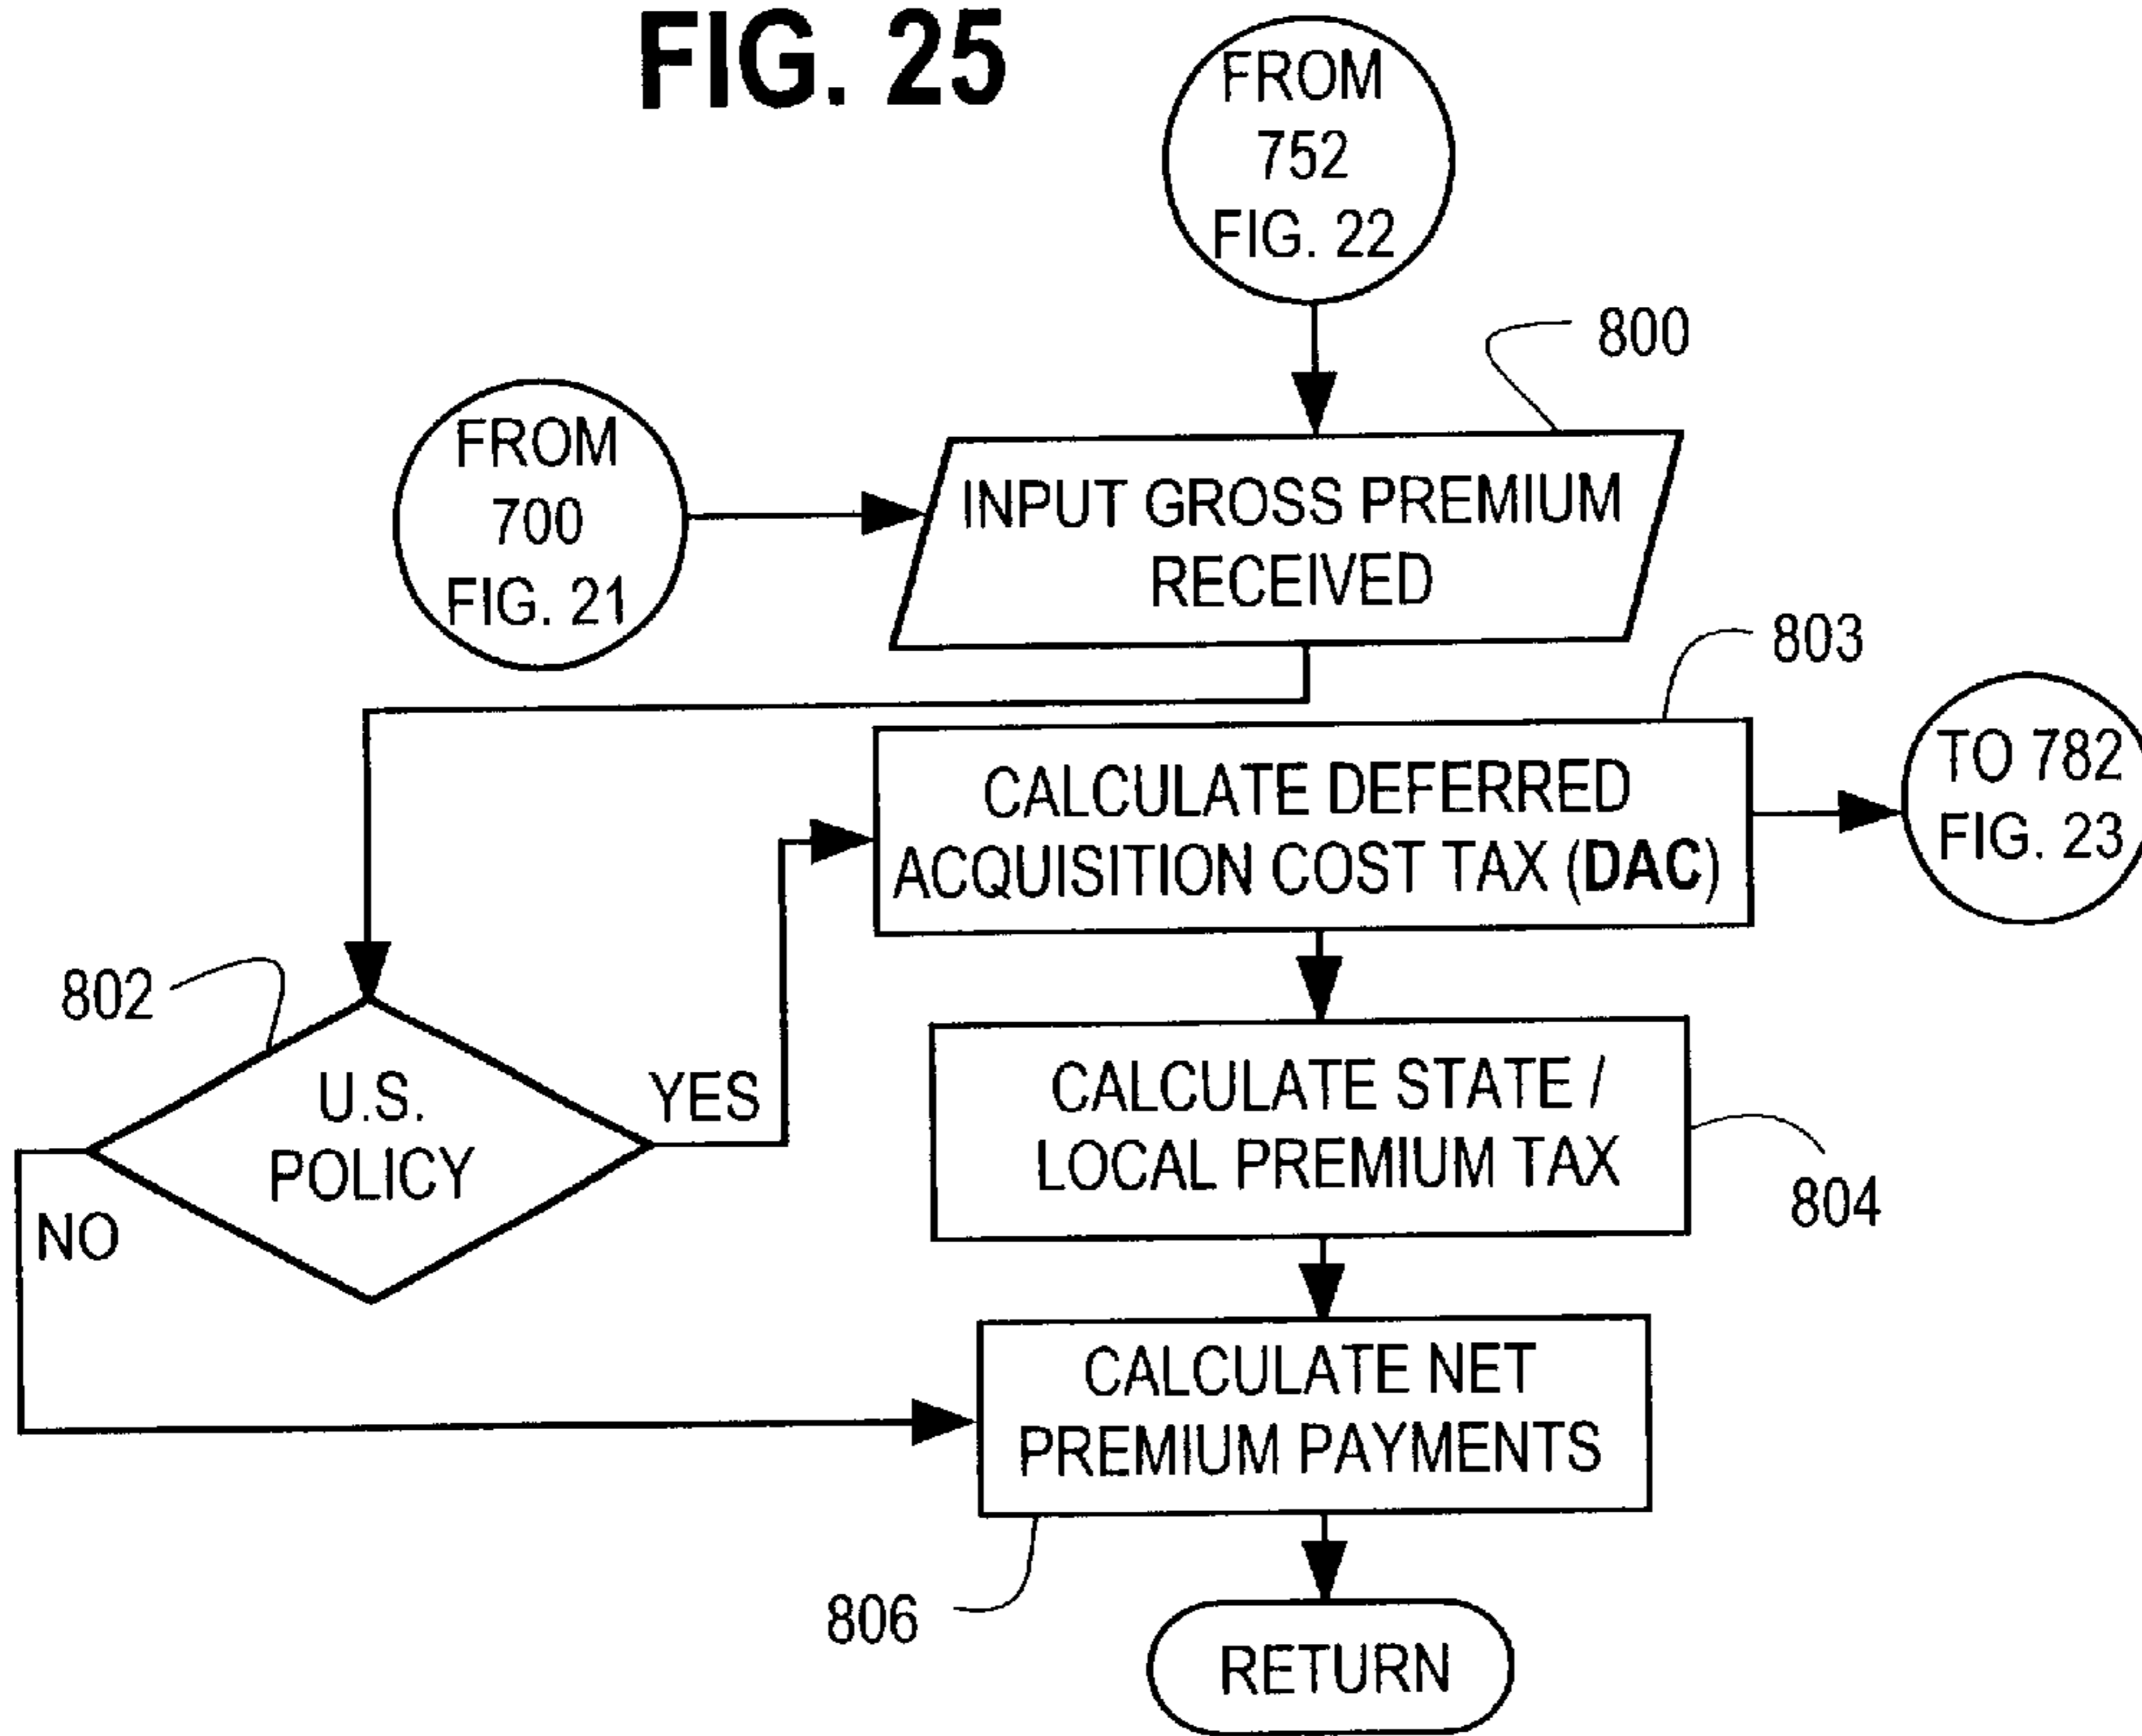 FIG. 25
FROM
752
FIG. 22
800
FROM
700
FIG. 21
INPUT GROSS PREMIUM
RECEIVED
803
CALCULATE DEFERRED
ACQUISITION COST TAX (DAC)
TO 782
FIG. 23
802
U.S.
POLICY
YES
NO
CALCULATE STATE /
LOCAL PREMIUM TAX
804
CALCULATE NET
PREMIUM PAYMENTS
806
RETURN